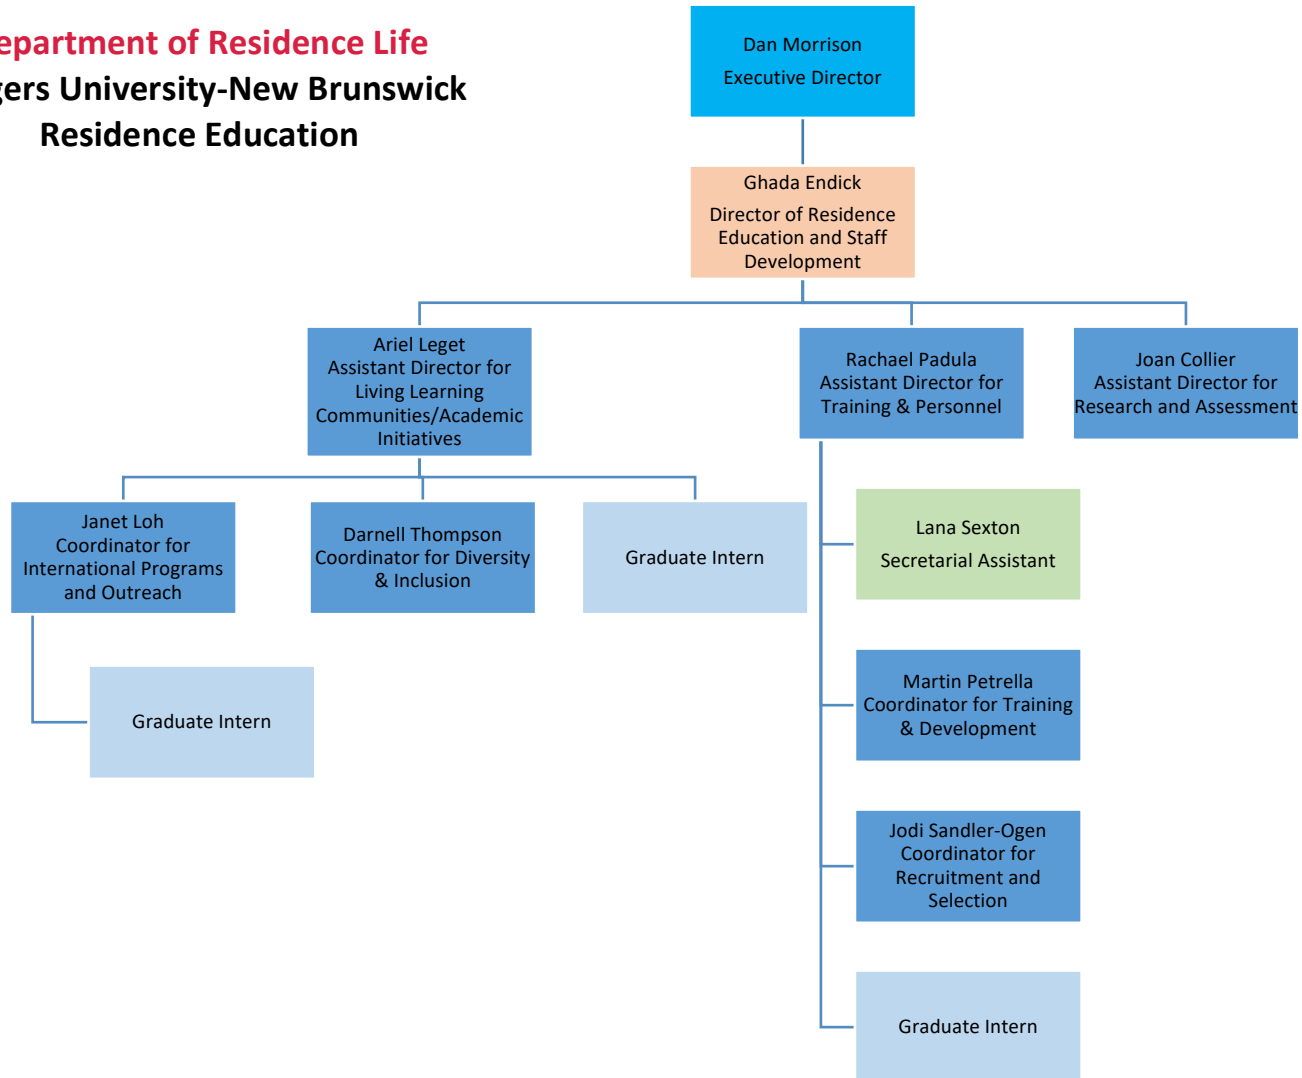 epartment of Residence Life
gers University-New Brunswick
Residence Education
Dan Morrison
Executive Director
Ghada Endick
Director of Residence
Education and Staff
Development
Ariel Leget
Assistant Director for
Living Learning
Communities/Academic
Initiatives
Rachael Padula
Assistant Director for
Training & Personnel
Joan Collier
Assistant Director for
Research and Assessment
Janet Loh
Coordinator for
International Programs
and Outreach
Darnell Thompson
Coordinator for Diversity
& Inclusion
Graduate Intern
Graduate Intern
Lana Sexton
Secretarial Assistant
Martin Petrella
Coordinator for Training
& Development
Jodi Sandler-Ogen
Coordinator for
Recruitment and
Selection
Graduate Intern